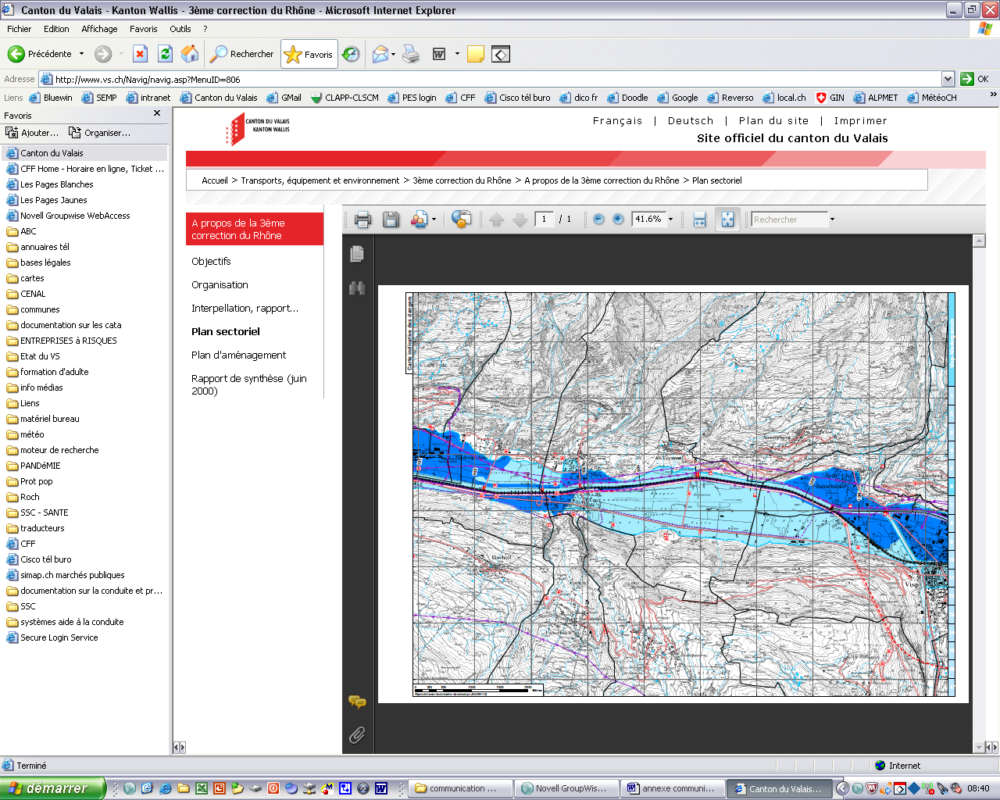 Canton du Valais - Kanton Wallis - 3ème correction du Rhône - Microsoft Internet Explorer
Fichier Edition Affichage Favoris Outils ?
Précédente Rechercher Favoris
Adresse http://www.vs.ch/Navig/navig.asp?MenuID=806 OK
Liens Bluewin SEMP intranet Canton du Valais GMail CLAPP-CLSCM PES login CFF Cisco tél buro dico fr Doodle Google Reverso local.ch GIN ALPMET MétéoCH »
Favoris
Ajouter... Organiser...
Canton du Valais
CFF Home - Horaire en ligne, Ticket ...
Les Pages Blanches
Les Pages Jaunes
Novell Groupwise WebAccess
ABC
annuaires tél
bases légales
cartes
CENAL
communes
documentation sur les cata
ENTREPRISES à RISQUES
Etat du VS
formation d'adulte
info médias
Liens
matériel bureau
météo
moteur de recherche
PANDéMIE
Prot pop
Roch
SSC - SANTE
traducteurs
CFF
Cisco tél buro
simap.ch marchés publiques
documentation sur la conduite et pr...
SSC
systèmes aide à la conduite
Secure Login Service
CANTON DU VALAIS
KANTON WALLIS
Français | Deutsch | Plan du site | Imprimer
Site officiel du canton du Valais
Accueil > Transports, équipement et environnement > 3ème correction du Rhône > A propos de la 3ème correction du Rhône > Plan sectoriel
A propos de la 3ème
correction du Rhône
Objectifs
Organisation
Interpellation, rapport...
Plan sectoriel
Plan d'aménagement
Rapport de synthèse (juin
2000)
1 / 1 41.6% Rechercher
Carte indicative des dangers
Baltschieder
Eischoll
Visp
Terminé Internet
démarrer communication ... Novell GroupWis... annexe communi... Canton du Valais... 08:40